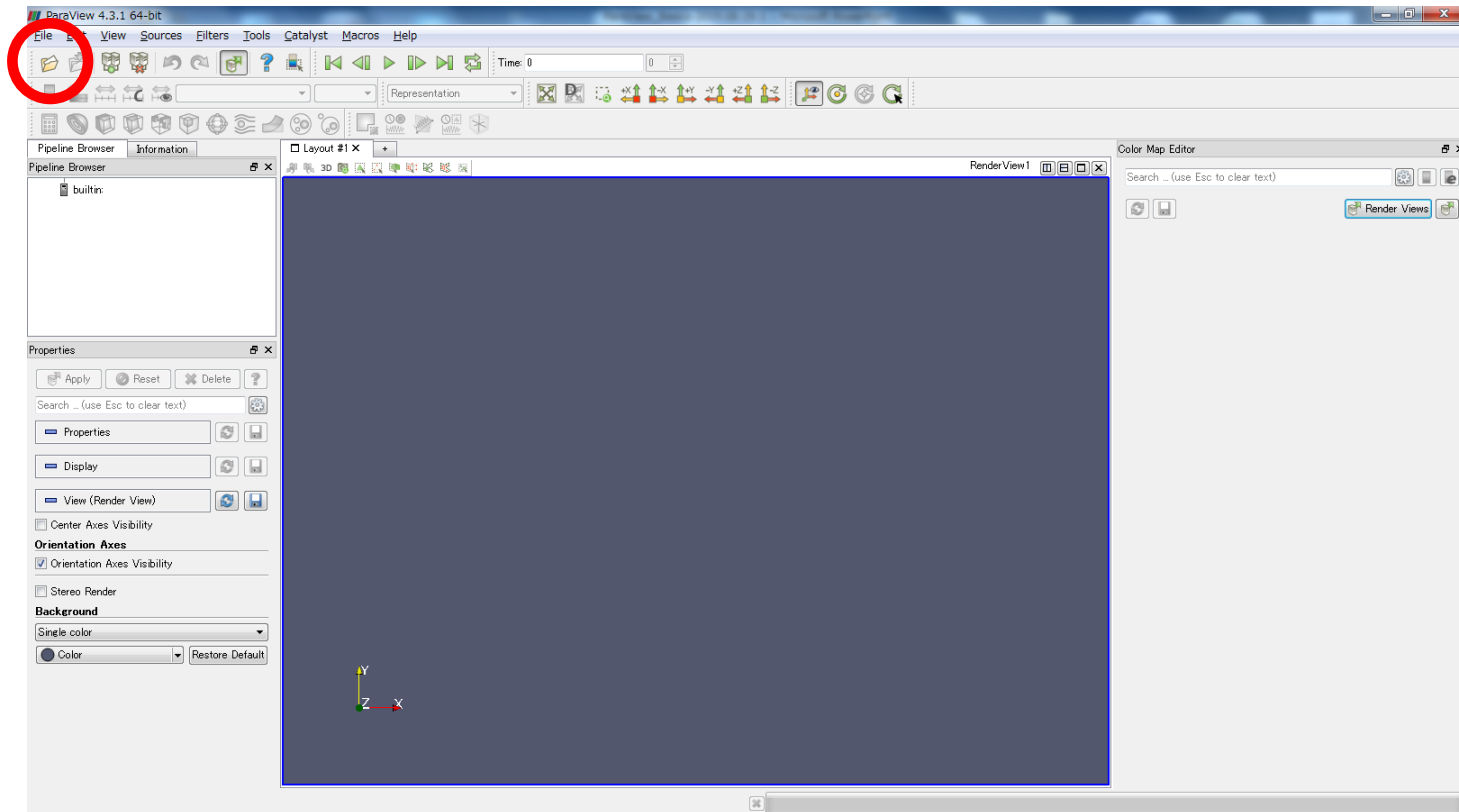 ParaView 4.3.1 64-bit
File View Sources Filters Tools Catalyst Macros Help
Time: 0 0
Representation
+X -X +Y -Y +Z -Z
Pipeline Browser Information Layout #1 + Color Map Editor
Pipeline Browser 3D RenderView1
Search ... (use Esc to clear text)
builtin:
Render Views
Properties
Apply Reset Delete ?
Search ... (use Esc to clear text)
Properties
Display
View (Render View)
Center Axes Visibility
Orientation Axes
Orientation Axes Visibility
Stereo Render
Background
Single color
Color Restore Default
Y
Z X